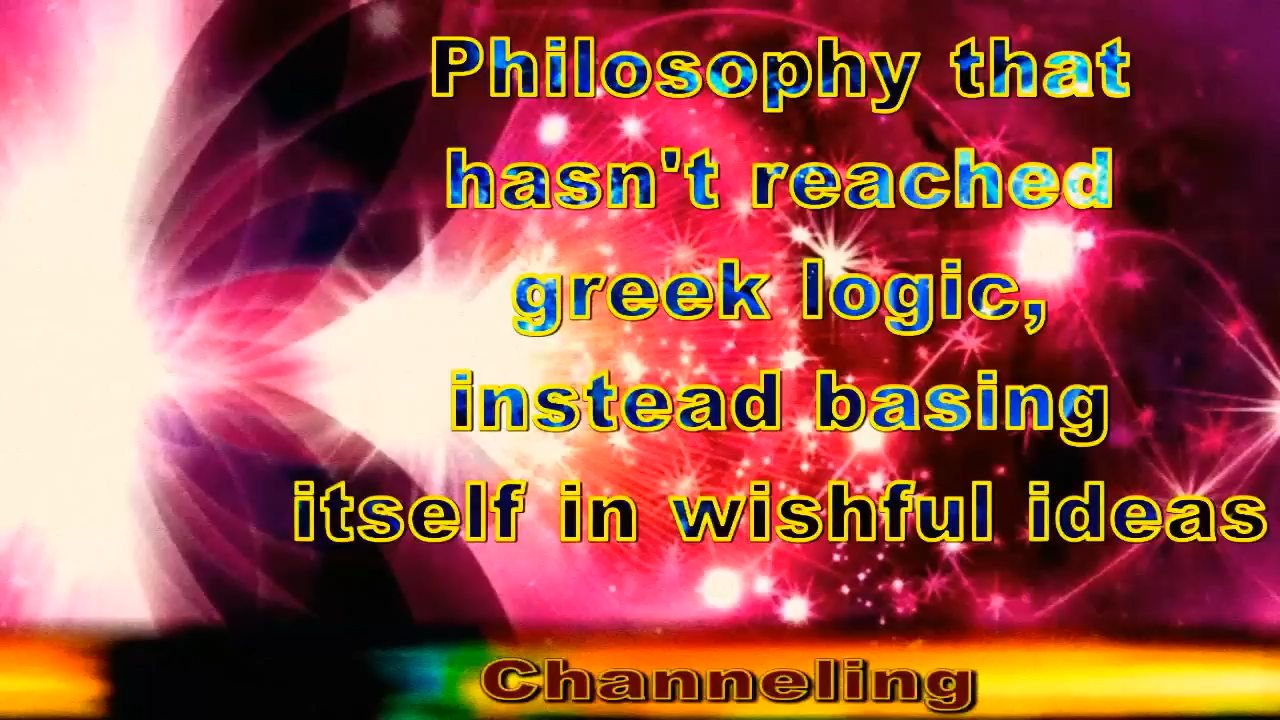 Philosophy that
hasn't reached
greek logic,
instead basing
itself in wishful ideas
Channeling